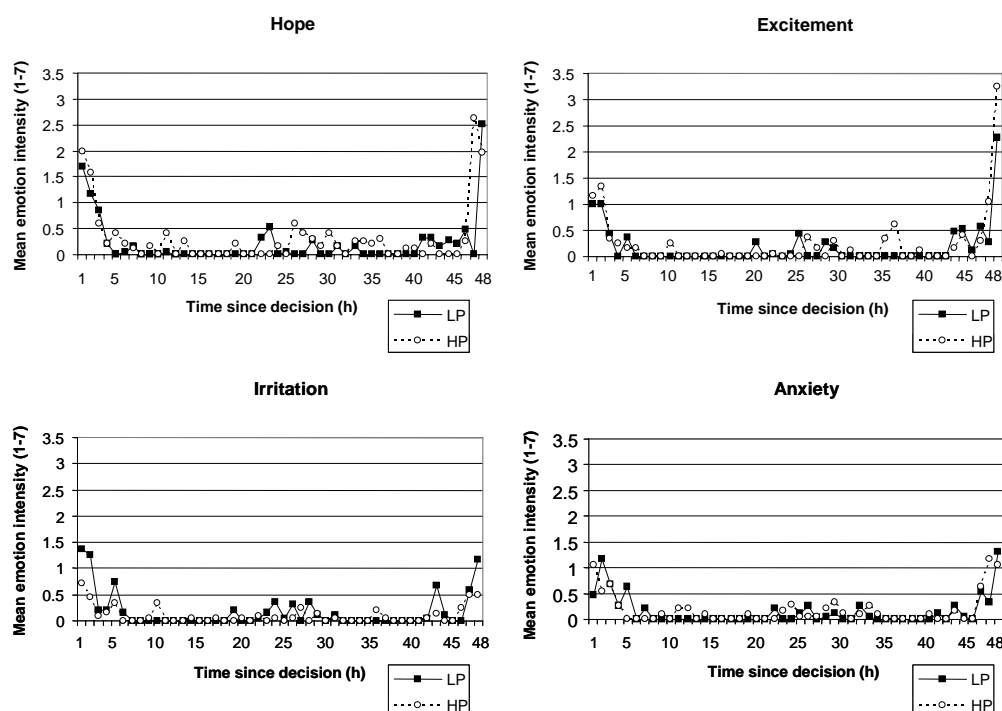 Hope
Mean emotion intensity (1-7)
3.5
3
2.5
2
1.5
1
0.5
0
1 5 10 15 20 25 30 35 40 45 48
Time since decision (h)
LP
HP
Excitement
Mean emotion intensity (1-7)
3.5
3
2.5
2
1.5
1
0.5
0
1 5 10 15 20 25 30 35 40 45 48
Time since decision (h)
LP
HP
Irritation
Mean emotion intensity (1-7)
3.5
3
2.5
2
1.5
1
0.5
0
1 5 10 15 20 25 30 35 40 45 48
Time since decision (h)
LP
HP
Anxiety
Mean emotion intensity (1-7)
3.5
3
2.5
2
1.5
1
0.5
0
1 5 10 15 20 25 30 35 40 45 48
Time since decision (h)
LP
HP